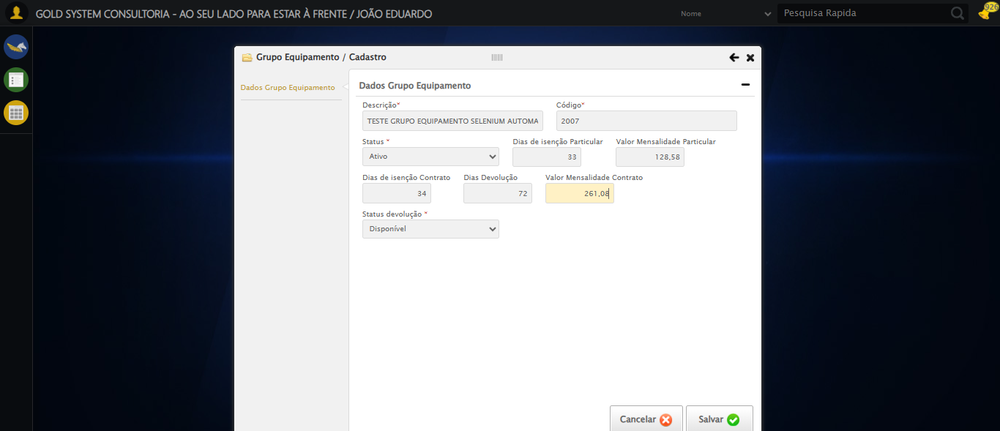 GOLD SYSTEM CONSULTORIA - AO SEU LADO PARA ESTAR À FRENTE / JOÃO EDUARDO
Nome
Pesquisa Rapida
926
Grupo Equipamento / Cadastro
Dados Grupo Equipamento
Dados Grupo Equipamento
Descrição*
Código*
TESTE GRUPO EQUIPAMENTO SELENIUM AUTOMA
2007
Status *
Dias de isenção Particular
Valor Mensalidade Particular
Ativo
33
128,58
Dias de isenção Contrato
Dias Devolução
Valor Mensalidade Contrato
34
72
261,08
Status devolução *
Disponível
Cancelar
Salvar